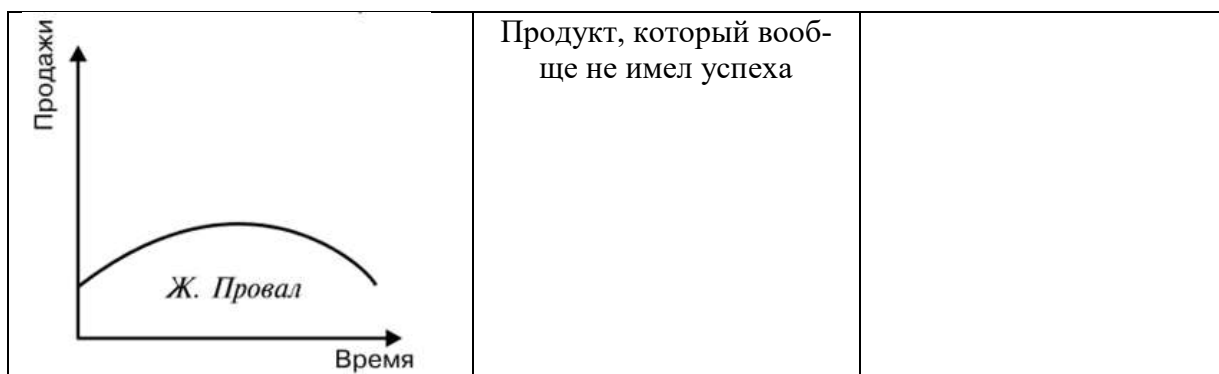 Продажи
Ж. Провал
Время
Продукт, который вооб-
ще не имел успеха